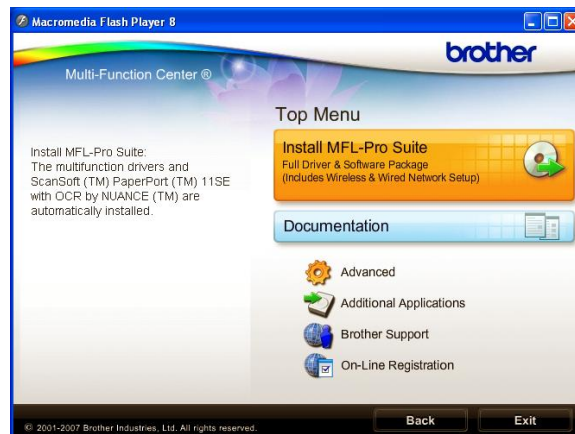 Macromedia Flash Player 8
brother
Multi-Function Center ®
Top Menu
Install MFL-Pro Suite:
The multifunction drivers and
ScanSoft (TM) PaperPort (TM) 11SE
with OCR by NUANCE (TM) are
automatically installed.
Install MFL-Pro Suite
Full Driver & Software Package
(Includes Wireless & Wired Network Setup)
Documentation
Advanced
Additional Applications
Brother Support
On-Line Registration
© 2001-2007 Brother Industries, Ltd. All rights reserved.
Back
Exit